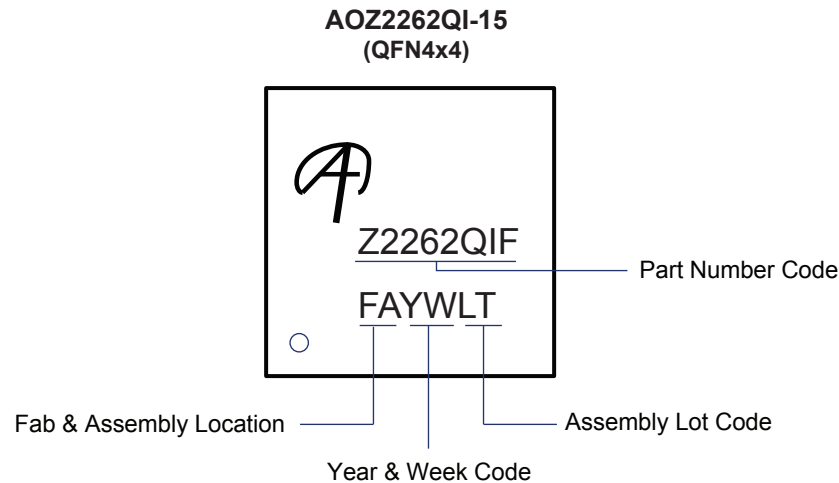 AOZ2262QI-15
(QFN4x4)
Z2262QIF
Part Number Code
FAYWLT
Fab & Assembly Location
Assembly Lot Code
Year & Week Code